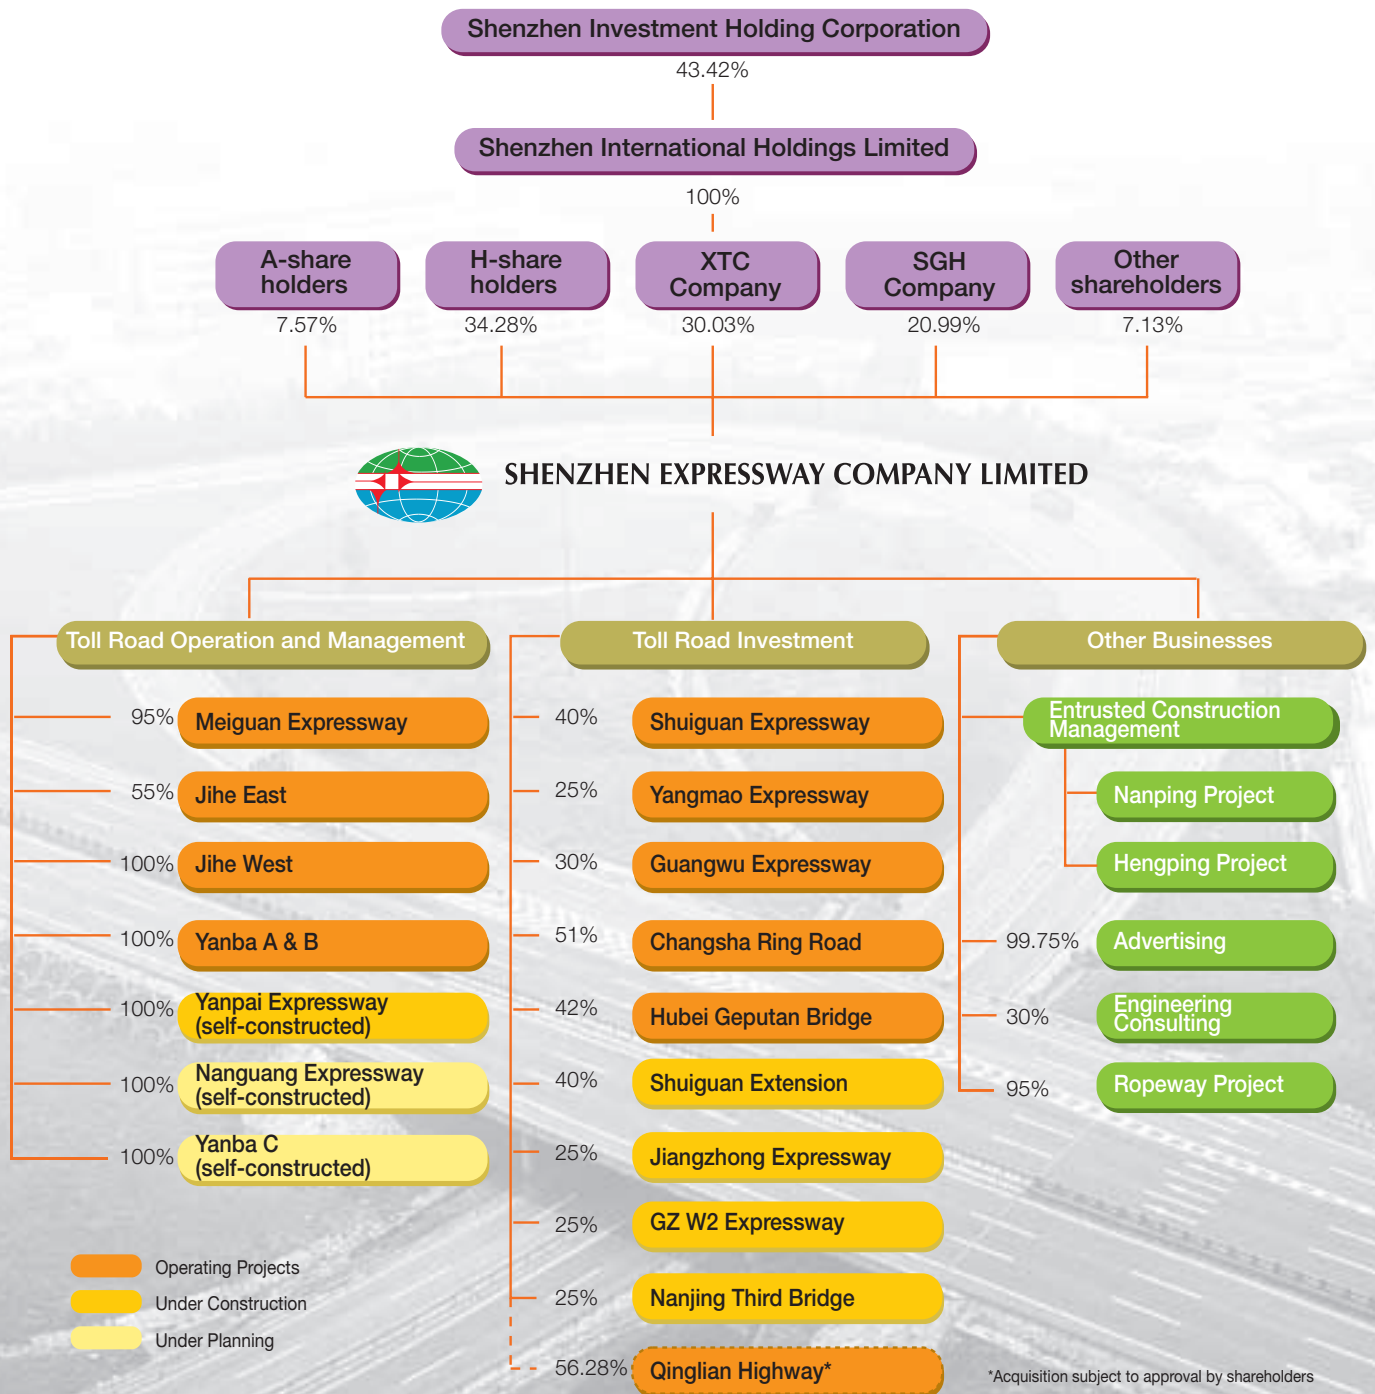 Shenzhen Investment Holding Corporation
43.42%
Shenzhen International Holdings Limited
100%
A-share
holders
7.57%
H-share
holders
34.28%
XTC
Company
30.03%
SGH
Company
20.99%
Other
shareholders
7.13%
SHENZHEN EXPRESSWAY COMPANY LIMITED
Toll Road Operation and Management
95%
Meiguan Expressway
55%
Jihe East
100%
Jihe West
100%
Yanba A & B
100%
Yanpai Expressway
(self-constructed)
100%
Nanguang Expressway
(self-constructed)
100%
Yanba C
(self-constructed)
Toll Road Investment
40%
Shuiguan Expressway
25%
Yangmao Expressway
30%
Guangwu Expressway
51%
Changsha Ring Road
42%
Hubei Geputan Bridge
40%
Shuiguan Extension
25%
Jiangzhong Expressway
25%
GZ W2 Expressway
25%
Nanjing Third Bridge
56.28%
Qinglian Highway*
Other Businesses
Entrusted Construction
Management
Nanping Project
Hengping Project
99.75%
Advertising
30%
Engineering
Consulting
95%
Ropeway Project
Operating Projects
Under Construction
Under Planning
*Acquisition subject to approval by shareholders